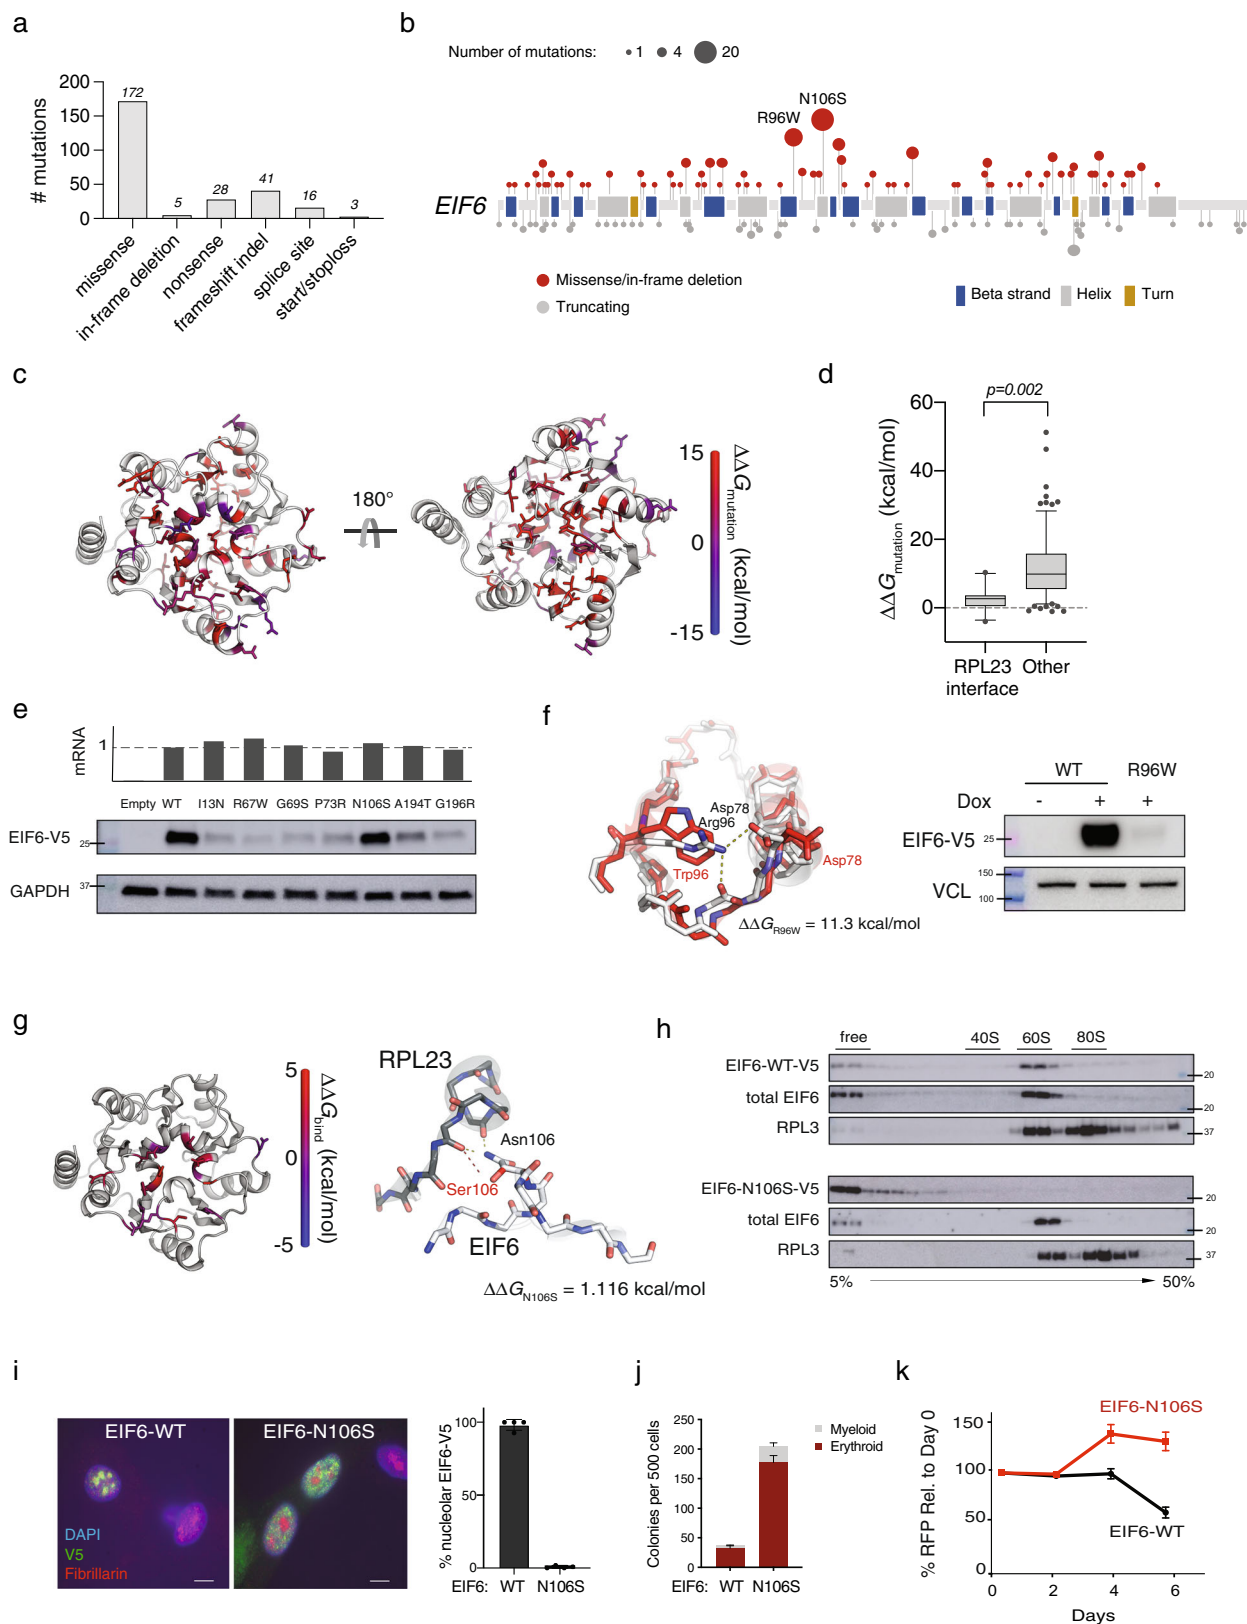 a
# mutations
200
150
100
50
0
172
5
28
41
16
3
missense
in-frame deletion
nonsense
frameshift indel
splice site
start/stoploss
b
Number of mutations: 1 4 20
N106S
R96W
EIF6
Missense/in-frame deletion
Truncating
Beta strand Helix Turn
c
180°
15
0
-15
ΔΔG mutation (kcal/mol)
d
p=0.002
60
40
20
0
ΔΔG mutation (kcal/mol)
RPL23 interface
Other
e
mRNA
1
Empty WT I13N R67W G69S P73R N106S A194T G196R
EIF6-V5
25
GAPDH
37
f
Asp78
Arg96
Trp96
Asp78
ΔΔG R96W = 11.3 kcal/mol
WT R96W
Dox - + +
EIF6-V5
25
VCL
150
100
g
5
0
-5
ΔΔG bind (kcal/mol)
RPL23
Asn106
Ser106
EIF6
ΔΔG N106S = 1.116 kcal/mol
h
free 40S 60S 80S
EIF6-WT-V5
20
total EIF6
20
RPL3
37
EIF6-N106S-V5
20
total EIF6
20
RPL3
37
5% 50%
i
EIF6-WT
EIF6-N106S
DAPI
V5
Fibrillarin
% nucleolar EIF6-V5
100
50
0
EIF6: WT N106S
j
Colonies per 500 cells
250
200
150
100
50
0
Myeloid
Erythroid
EIF6: WT N106S
k
% RFP Rel. to Day 0
150
100
50
0
EIF6-N106S
EIF6-WT
0 2 4 6
Days